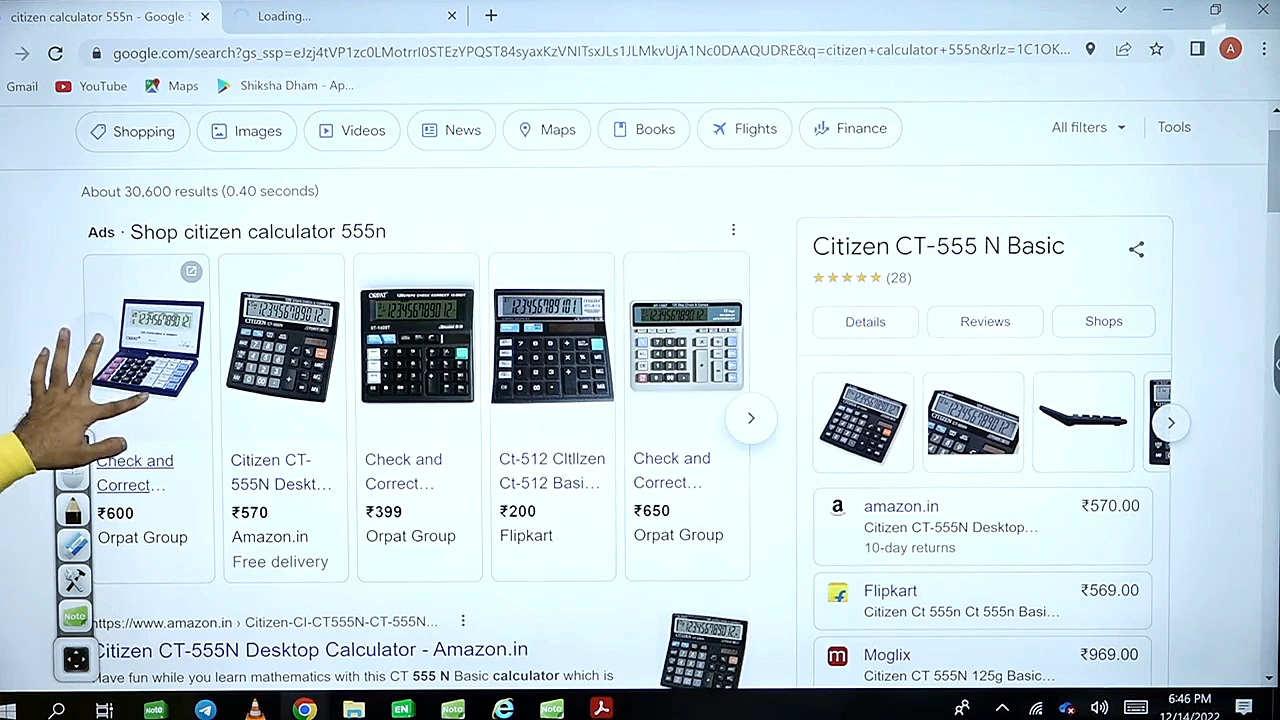 citizen calculator 555n - Google S
Loading...
google.com/search?gs_ssp=eJzj4tVP1zc0LMotrrI0STEzYPQST84syaxKzVNITsxJLs1JLMkvUjA1Nc0DAAQUDRE&q=citizen+calculator+555n&rlz=1C1OK...
A
Gmail
YouTube
Maps
Shiksha Dham - Ap...
Shopping
Images
Videos
News
Maps
Books
Flights
Finance
All filters
Tools
About 30,600 results (0.40 seconds)
Ads · Shop citizen calculator 555n
Check and
Correct...
₹600
Orpat Group
Citizen CT-
555N Deskt...
₹570
Amazon.in
Free delivery
Check and
Correct...
₹399
Orpat Group
Ct-512 CltIlzen
Ct-512 Basi...
₹200
Flipkart
Check and
Correct...
₹650
Orpat Group
https://www.amazon.in › Citizen-CI-CT555N-CT-555N...
Citizen CT-555N Desktop Calculator - Amazon.in
Have fun while you learn mathematics with this CT 555 N Basic calculator which is
Citizen CT-555 N Basic
(28)
Details
Reviews
Shops
amazon.in
₹570.00
Citizen CT-555N Desktop...
10-day returns
Flipkart
₹569.00
Citizen Ct 555n Ct 555n Basi...
Moglix
₹969.00
Citizen CT 555N 125g Basic...
Note
Note
EN
Note
Note
6:46 PM
12/14/2022